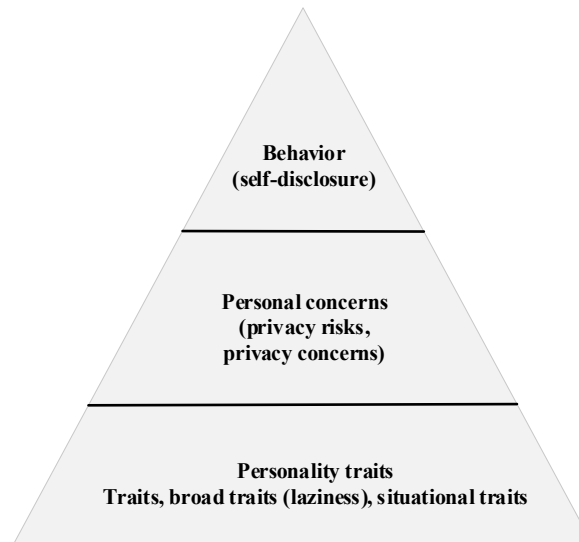 Behavior
(self-disclosure)
Personal concerns
(privacy risks,
privacy concerns)
Personality traits
Traits, broad traits (laziness), situational traits